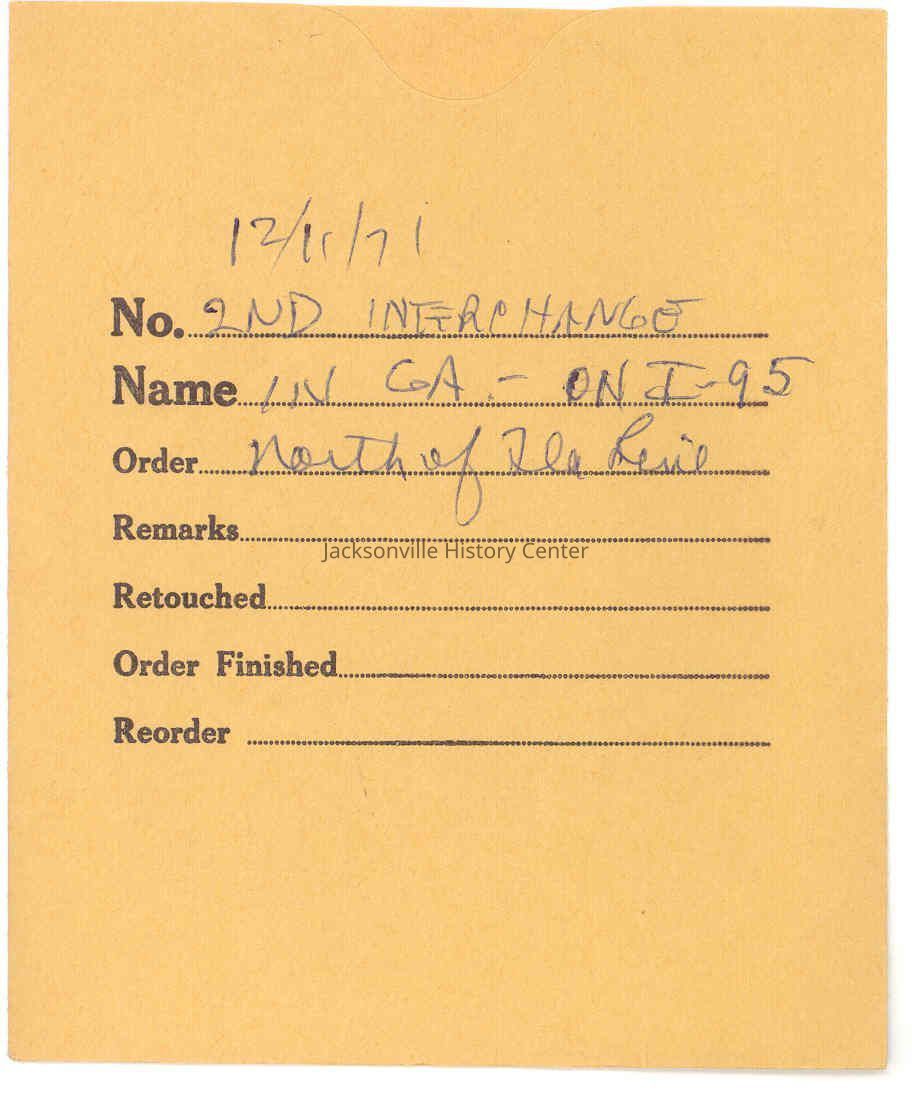 12/11/71
No. 2ND INTERCHANGE
Name IN GA - ON I-95
Order North of Fla Line
Remarks
Jacksonville History Center
Retouched
Order Finished
Reorder